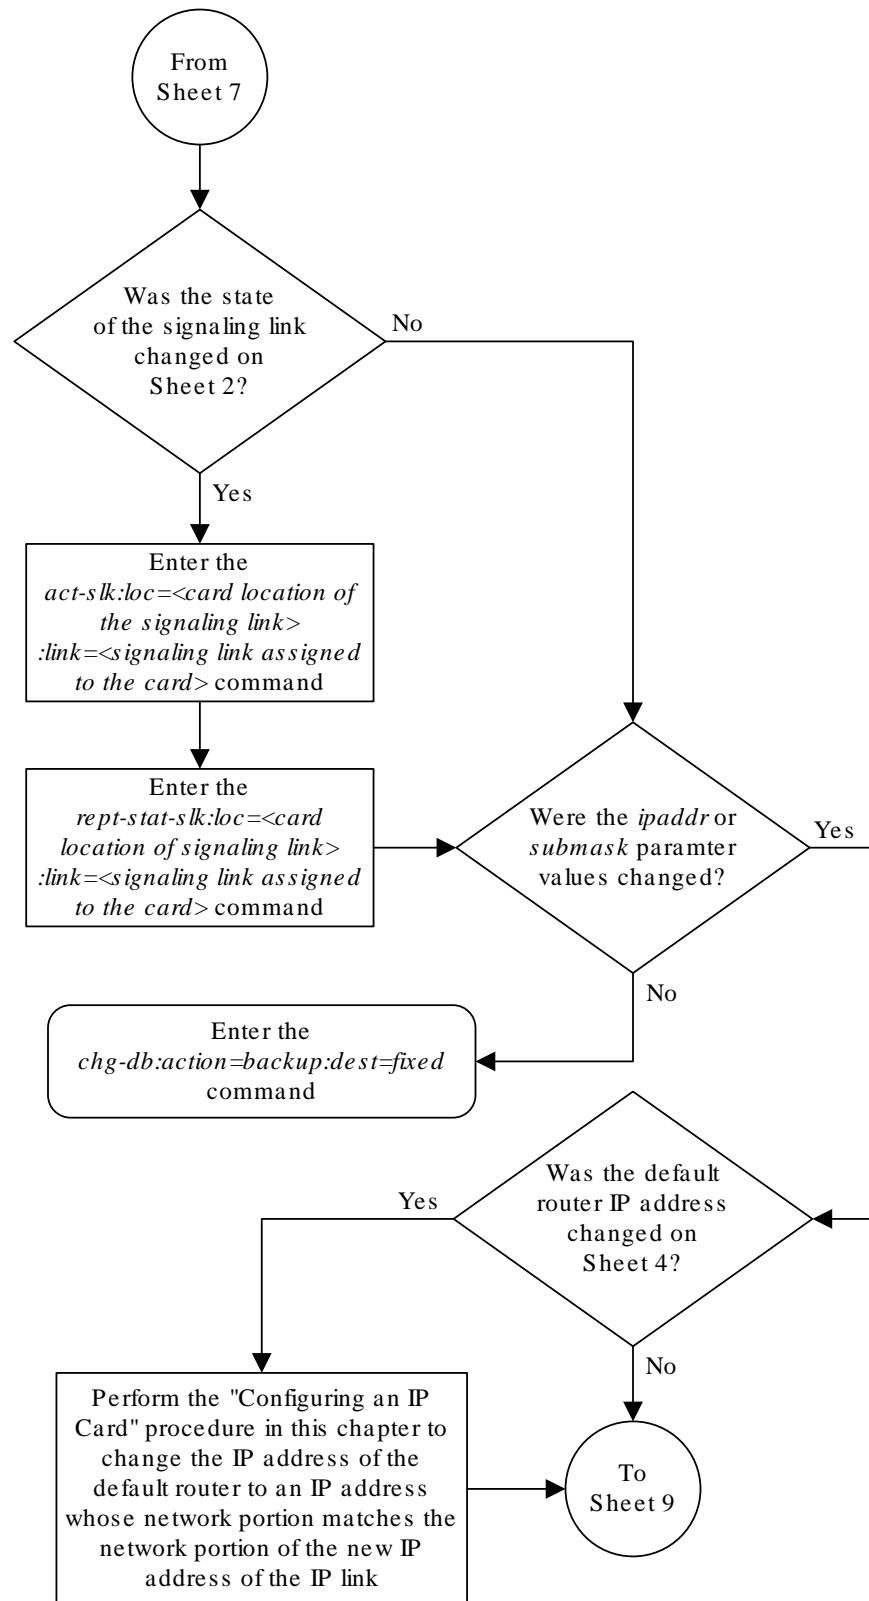 From
Sheet 7
Was the state
of the signaling link
changed on
Sheet 2?
No
Yes
Enter the
act-slk:loc=<card location of
the signaling link>
:link=<signaling link assigned
to the card> command
Enter the
rept-stat-slk:loc=<card
location of signaling link>
:link=<signaling link assigned
to the card> command
Were the ipaddr or
submask paramter
values changed?
Yes
No
Enter the
chg-db:action=backup:dest=fixed
command
Was the default
router IP address
changed on
Sheet 4?
Yes
No
Perform the "Configuring an IP
Card" procedure in this chapter to
change the IP address of the
default router to an IP address
whose network portion matches the
network portion of the new IP
address of the IP link
To
Sheet 9